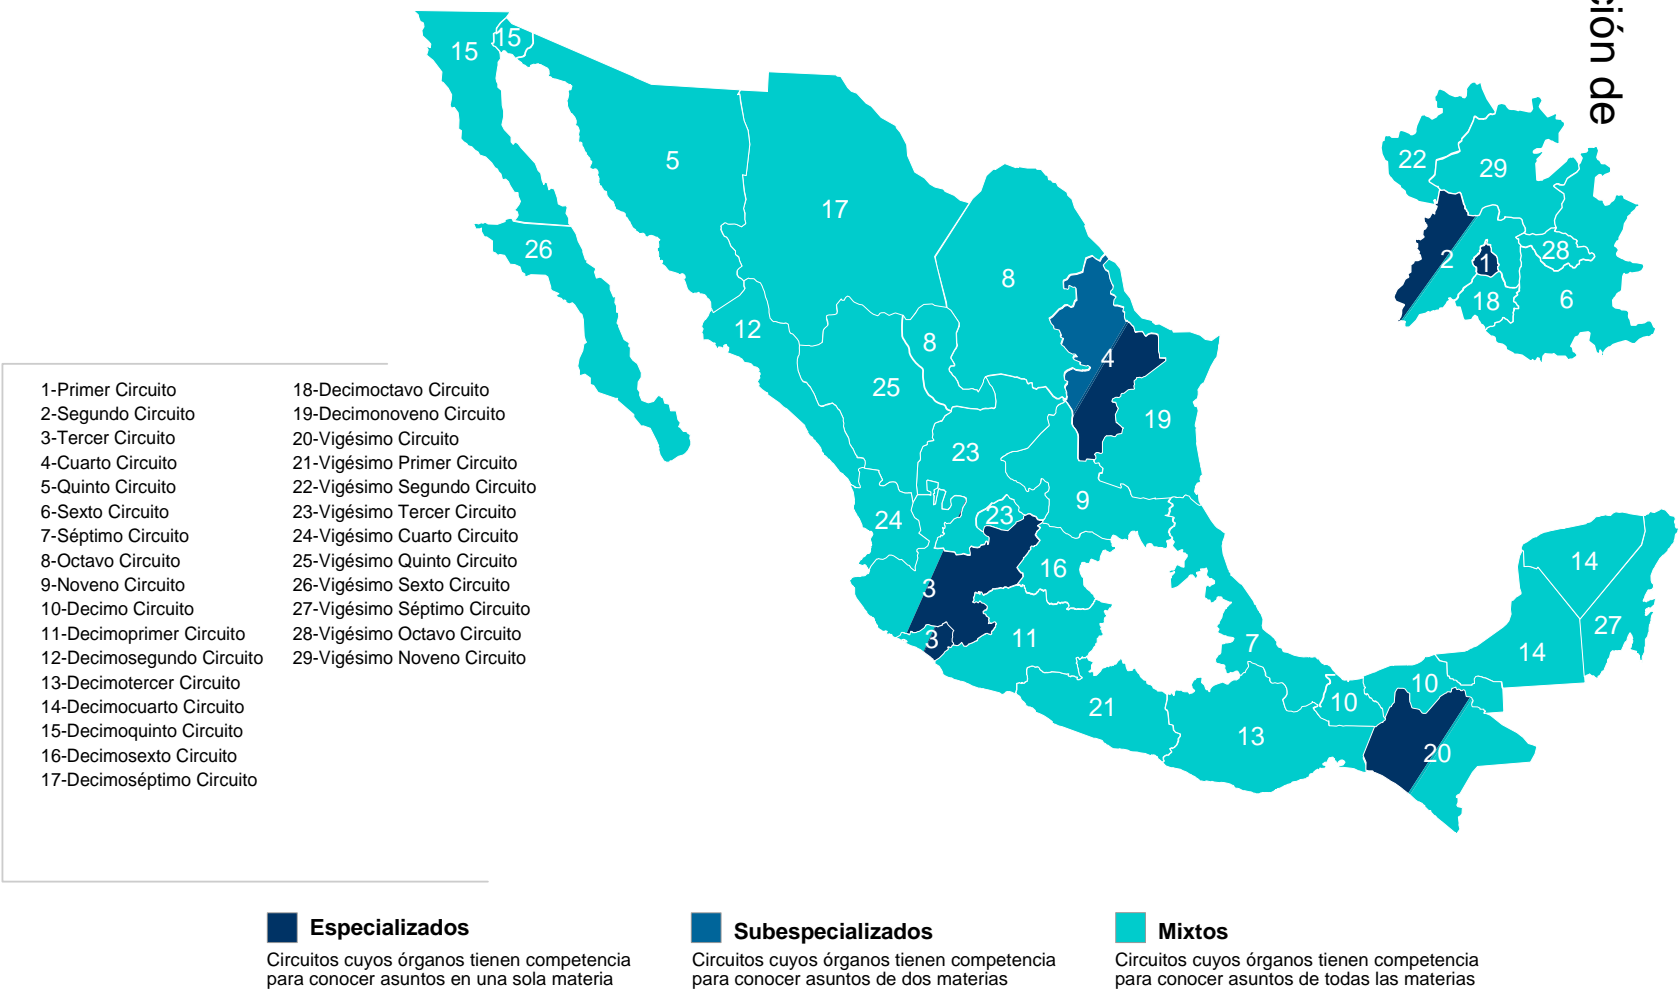 ción de
15
15
5
17
26
8
12
8
4
25
19
23
9
24
23
16
3
3
11
21
7
13
10
10
20
14
14
27
22
29
2
1
28
18
6
1-Primer Circuito
2-Segundo Circuito
3-Tercer Circuito
4-Cuarto Circuito
5-Quinto Circuito
6-Sexto Circuito
7-Séptimo Circuito
8-Octavo Circuito
9-Noveno Circuito
10-Decimo Circuito
11-Decimoprimer Circuito
12-Decimosegundo Circuito
13-Decimotercer Circuito
14-Decimocuarto Circuito
15-Decimoquinto Circuito
16-Decimosexto Circuito
17-Decimoséptimo Circuito
18-Decimoctavo Circuito
19-Decimonoveno Circuito
20-Vigésimo Circuito
21-Vigésimo Primer Circuito
22-Vigésimo Segundo Circuito
23-Vigésimo Tercer Circuito
24-Vigésimo Cuarto Circuito
25-Vigésimo Quinto Circuito
26-Vigésimo Sexto Circuito
27-Vigésimo Séptimo Circuito
28-Vigésimo Octavo Circuito
29-Vigésimo Noveno Circuito
Especializados
Circuitos cuyos órganos tienen competencia
para conocer asuntos en una sola materia
Subespecializados
Circuitos cuyos órganos tienen competencia
para conocer asuntos de dos materias
Mixtos
Circuitos cuyos órganos tienen competencia
para conocer asuntos de todas las materias